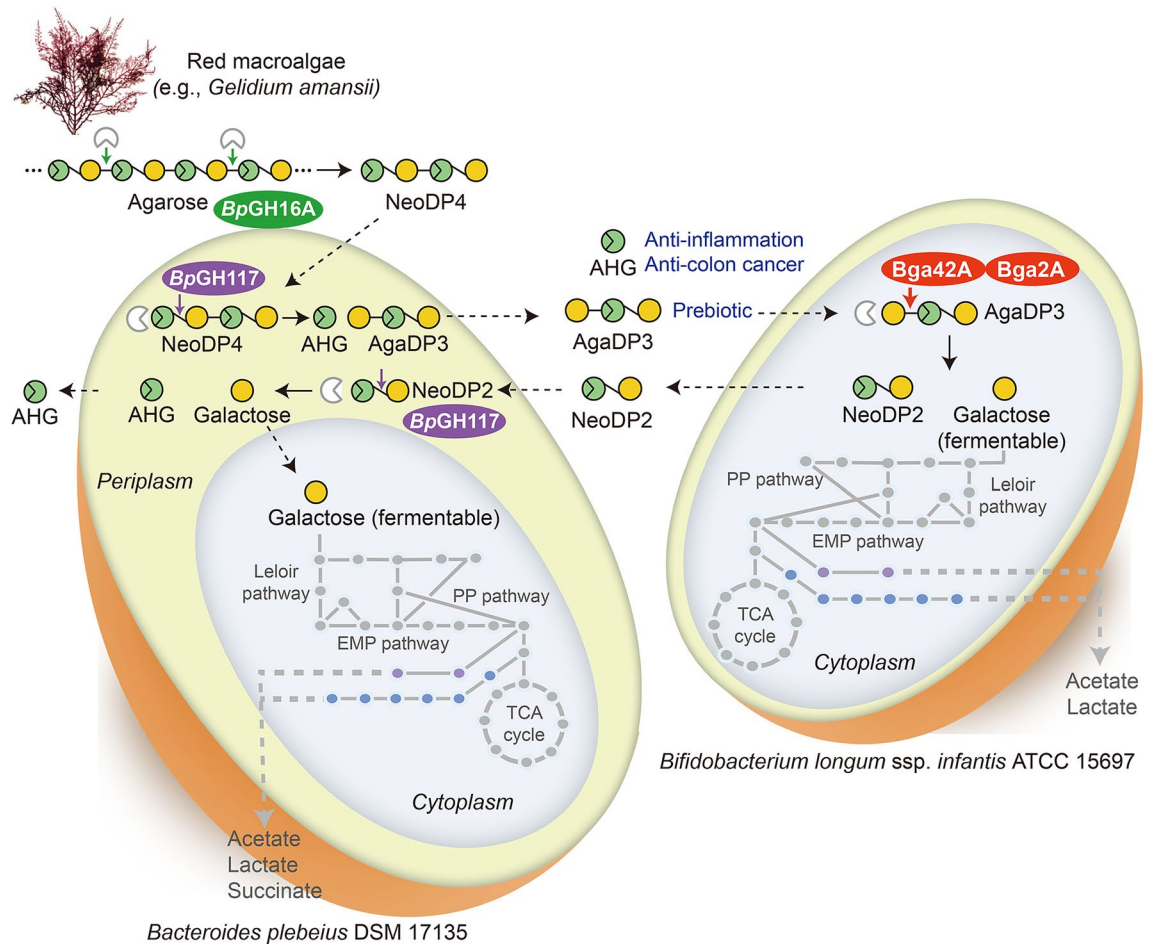 Red macroalgae
(e.g., Gelidium amansii)
... ...
Agarose
BpGH16A
NeoDP4
BpGH117
NeoDP4
AHG
AgaDP3
AHG
Anti-inflammation
Anti-colon cancer
AgaDP3
Prebiotic
Bga42A
Bga2A
AgaDP3
AHG
AHG
Galactose
NeoDP2
BpGH117
NeoDP2
NeoDP2
Galactose
(fermentable)
Periplasm
Galactose (fermentable)
Leloir
pathway
PP pathway
EMP pathway
TCA
cycle
Cytoplasm
Acetate
Lactate
Succinate
Bacteroides plebeius DSM 17135
PP pathway
Leloir
pathway
EMP pathway
TCA
cycle
Cytoplasm
Acetate
Lactate
Bifidobacterium longum ssp. infantis ATCC 15697